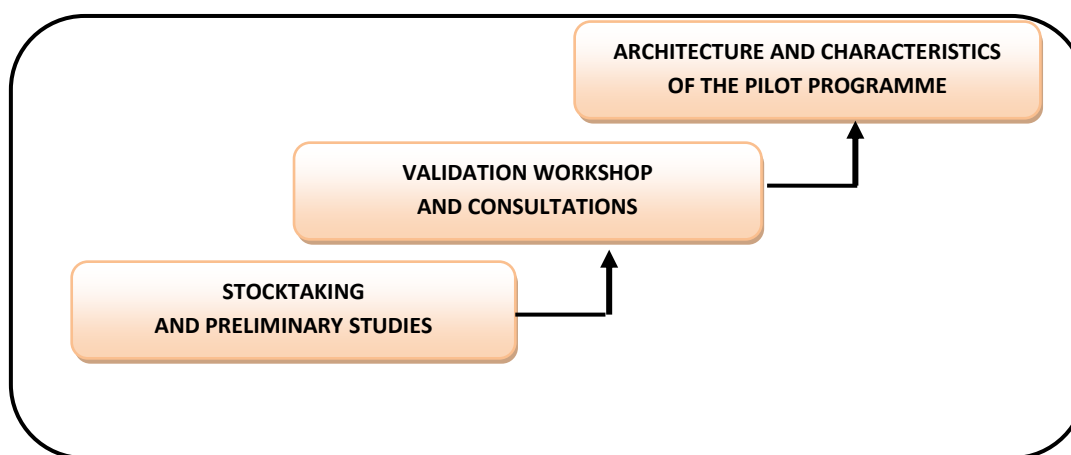 ARCHITECTURE AND CHARACTERISTICS
OF THE PILOT PROGRAMME
VALIDATION WORKSHOP
AND CONSULTATIONS
STOCKTAKING
AND PRELIMINARY STUDIES